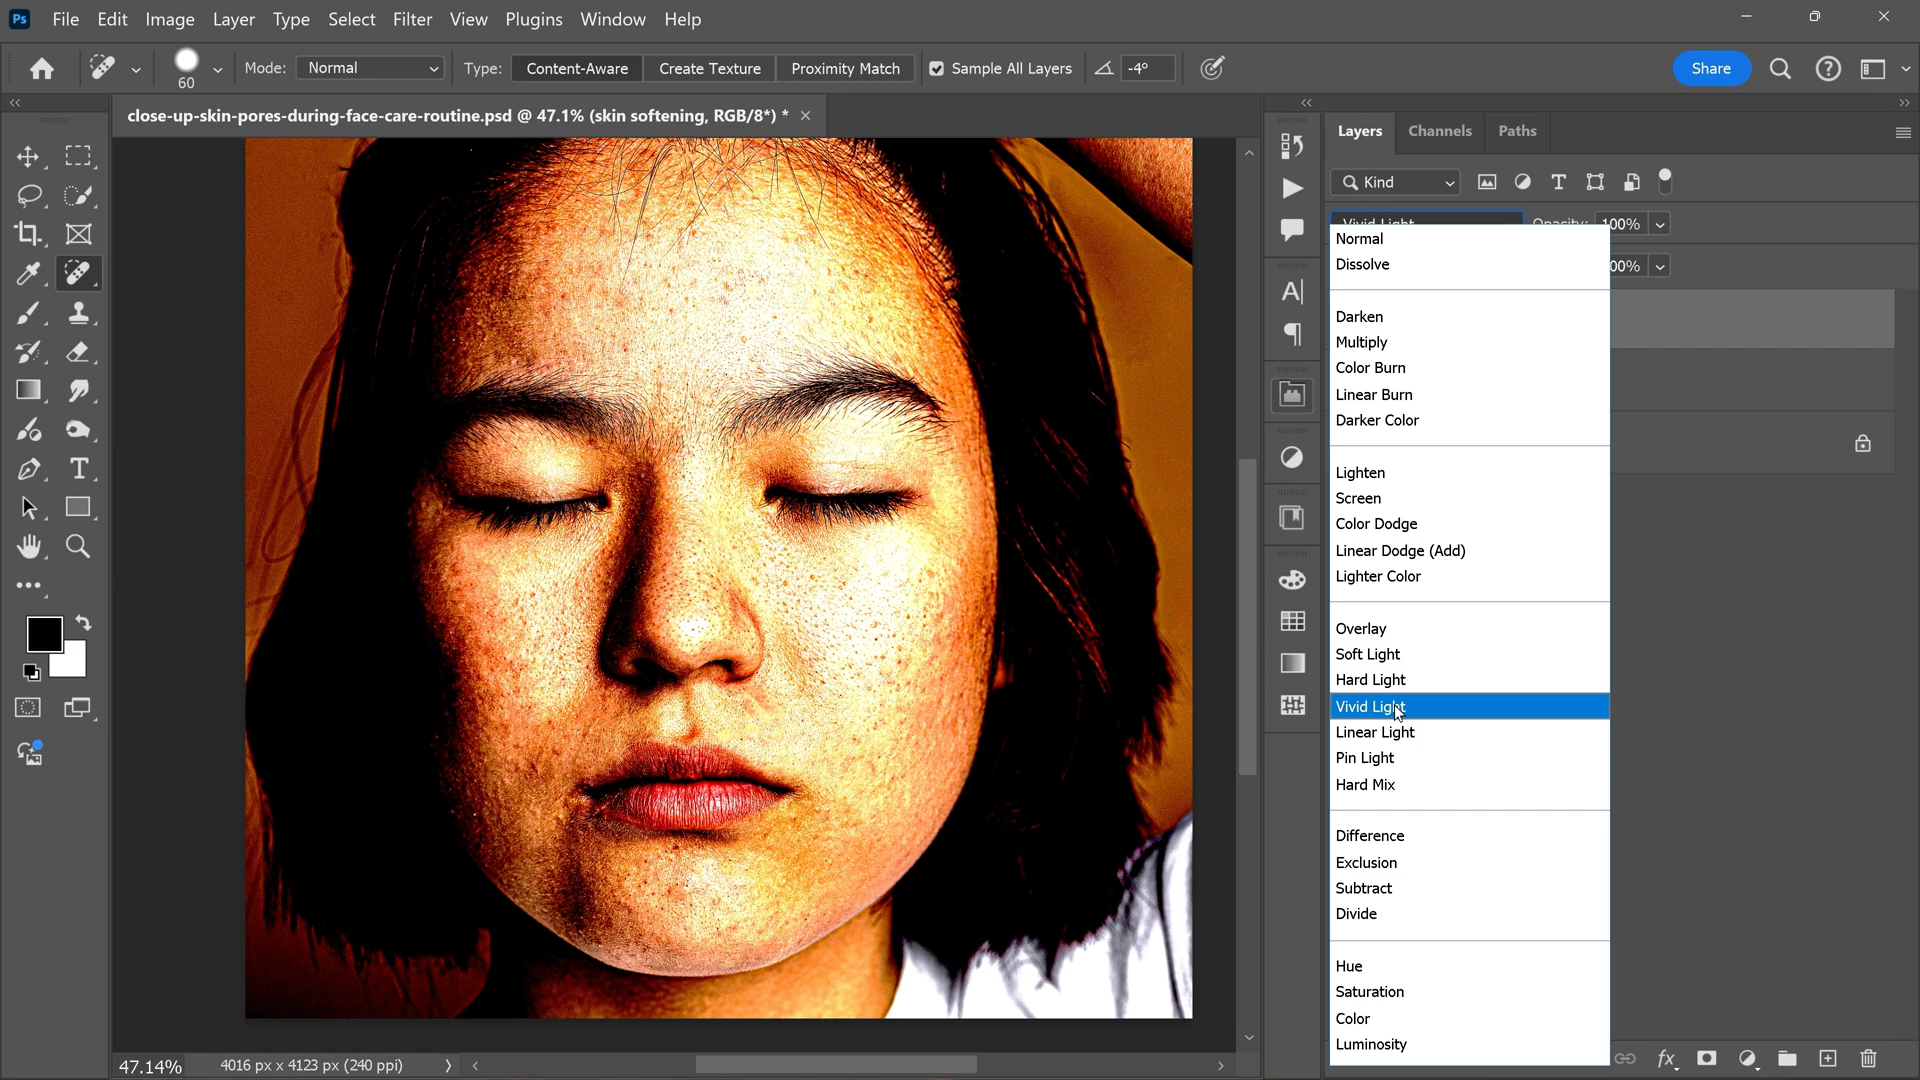 Ps File Edit Image Layer Type Select Filter View Plugins Window Help
60 Mode: Normal Type: Content-Aware Create Texture Proximity Match Sample All Layers -4° Share
close-up-skin-pores-during-face-care-routine.psd @ 47.1% (skin softening, RGB/8*) *
Layers Channels Paths
Kind
Vivid Light Opacity: 100%
00%
Normal
Dissolve
Darken
Multiply
Color Burn
Linear Burn
Darker Color
Lighten
Screen
Color Dodge
Linear Dodge (Add)
Lighter Color
Overlay
Soft Light
Hard Light
Vivid Light
Linear Light
Pin Light
Hard Mix
Difference
Exclusion
Subtract
Divide
Hue
Saturation
Color
Luminosity
47.14% 4016 px x 4123 px (240 ppi)